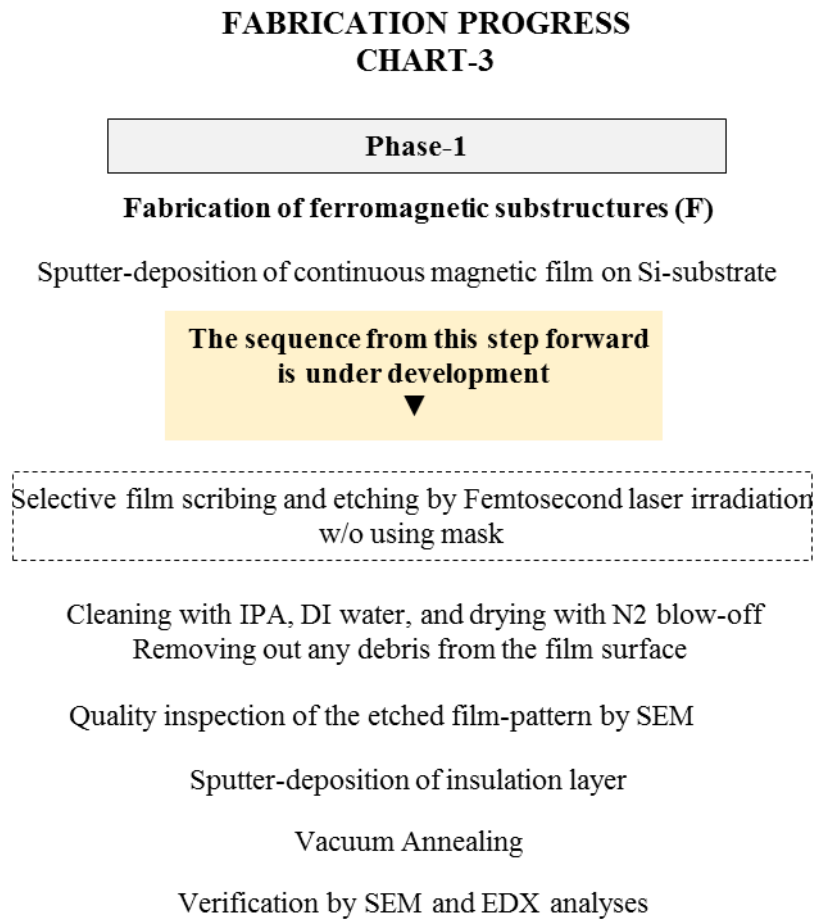 FABRICATION PROGRESS
CHART-3
Phase-1
Fabrication of ferromagnetic substructures (F)
Sputter-deposition of continuous magnetic film on Si-substrate
The sequence from this step forward
is under development
▼
Selective film scribing and etching by Femtosecond laser irradiation
w/o using mask
Cleaning with IPA, DI water, and drying with N2 blow-off
Removing out any debris from the film surface
Quality inspection of the etched film-pattern by SEM
Sputter-deposition of insulation layer
Vacuum Annealing
Verification by SEM and EDX analyses